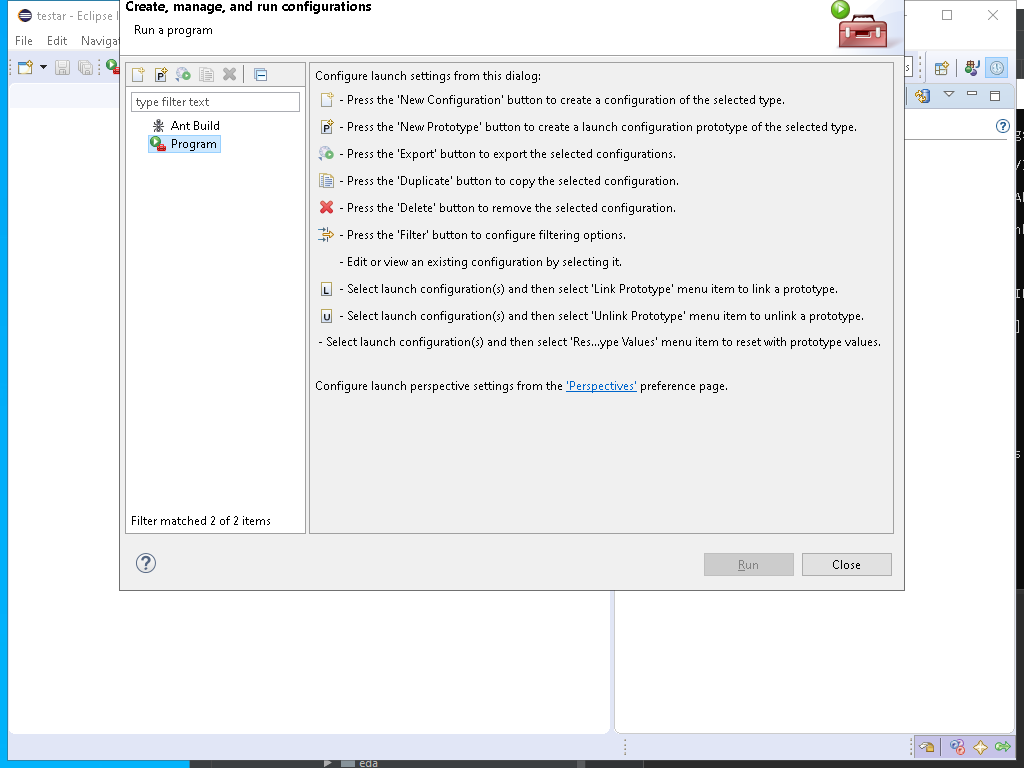 Create, manage, and run configurations
Run a program
testar - Eclipse
File Edit
type filter text
Ant Build
Program
Filter matched 2 of 2 items
Configure launch settings from this dialog:
- Press the 'New Configuration' button to create a configuration of the selected type.
- Press the 'New Prototype' button to create a launch configuration prototype of the selected type.
- Press the 'Export' button to export the selected configurations.
- Press the 'Duplicate' button to copy the selected configuration.
- Press the 'Delete' button to remove the selected configuration.
- Press the 'Filter' button to configure filtering options.
- Edit or view an existing configuration by selecting it.
- Select launch configuration(s) and then select 'Link Prototype' menu item to link a prototype.
- Select launch configuration(s) and then select 'Unlink Prototype' menu item to unlink a prototype.
- Select launch configuration(s) and then select 'Res...ype Values' menu item to reset with prototype values.
Configure launch perspective settings from the 'Perspectives' preference page.
Run
Close
eda